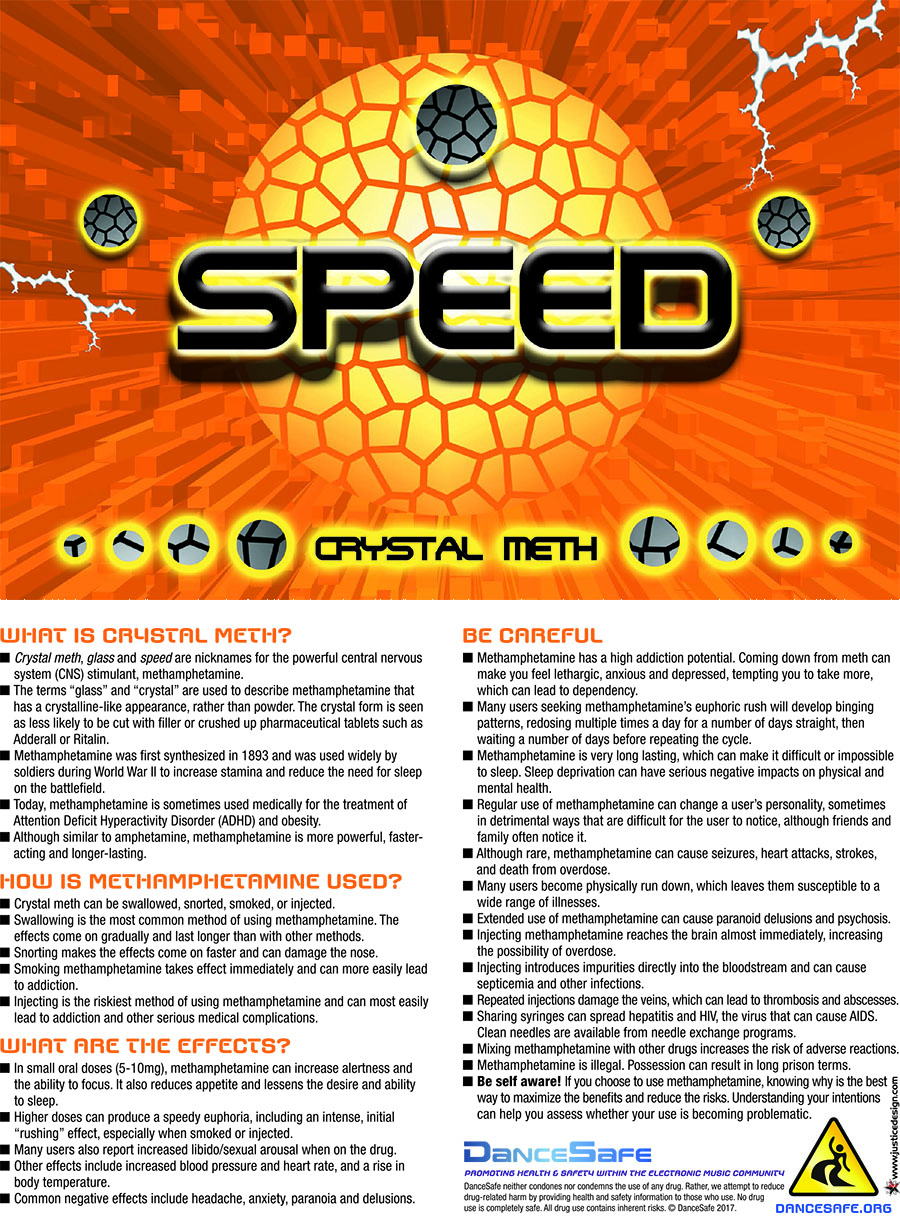 SPEED
CRYSTAL METH
WHAT IS CRYSTAL METH?
■ Crystal meth, glass and speed are nicknames for the powerful central nervous
system (CNS) stimulant, methamphetamine.
■ The terms “glass” and “crystal” are used to describe methamphetamine that
has a crystalline-like appearance, rather than powder. The crystal form is seen
as less likely to be cut with filler or crushed up pharmaceutical tablets such as
Adderall or Ritalin.
■ Methamphetamine was first synthesized in 1893 and was used widely by
soldiers during World War II to increase stamina and reduce the need for sleep
on the battlefield.
■ Today, methamphetamine is sometimes used medically for the treatment of
Attention Deficit Hyperactivity Disorder (ADHD) and obesity.
■ Although similar to amphetamine, methamphetamine is more powerful, faster-
acting and longer-lasting.
HOW IS METHAMPHETAMINE USED?
■ Crystal meth can be swallowed, snorted, smoked, or injected.
■ Swallowing is the most common method of using methamphetamine. The
effects come on gradually and last longer than with other methods.
■ Snorting makes the effects come on faster and can damage the nose.
■ Smoking methamphetamine takes effect immediately and can more easily lead
to addiction.
■ Injecting is the riskiest method of using methamphetamine and can most easily
lead to addiction and other serious medical complications.
WHAT ARE THE EFFECTS?
■ In small oral doses (5-10mg), methamphetamine can increase alertness and
the ability to focus. It also reduces appetite and lessens the desire and ability
to sleep.
■ Higher doses can produce a speedy euphoria, including an intense, initial
“rushing” effect, especially when smoked or injected.
■ Many users also report increased libido/sexual arousal when on the drug.
■ Other effects include increased blood pressure and heart rate, and a rise in
body temperature.
■ Common negative effects include headache, anxiety, paranoia and delusions.
BE CAREFUL
■ Methamphetamine has a high addiction potential. Coming down from meth can
make you feel lethargic, anxious and depressed, tempting you to take more,
which can lead to dependency.
■ Many users seeking methamphetamine’s euphoric rush will develop binging
patterns, redosing multiple times a day for a number of days straight, then
waiting a number of days before repeating the cycle.
■ Methamphetamine is very long lasting, which can make it difficult or impossible
to sleep. Sleep deprivation can have serious negative impacts on physical and
mental health.
■ Regular use of methamphetamine can change a user’s personality, sometimes
in detrimental ways that are difficult for the user to notice, although friends and
family often notice it.
■ Although rare, methamphetamine can cause seizures, heart attacks, strokes,
and death from overdose.
■ Many users become physically run down, which leaves them susceptible to a
wide range of illnesses.
■ Extended use of methamphetamine can cause paranoid delusions and psychosis.
■ Injecting methamphetamine reaches the brain almost immediately, increasing
the possibility of overdose.
■ Injecting introduces impurities directly into the bloodstream and can cause
septicemia and other infections.
■ Repeated injections damage the veins, which can lead to thrombosis and abscesses.
■ Sharing syringes can spread hepatitis and HIV, the virus that can cause AIDS.
Clean needles are available from needle exchange programs.
■ Mixing methamphetamine with other drugs increases the risk of adverse reactions.
■ Methamphetamine is illegal. Possession can result in long prison terms.
■ Be self aware! If you choose to use methamphetamine, knowing why is the best
way to maximize the benefits and reduce the risks. Understanding your intentions
can help you assess whether your use is becoming problematic.
DANCESAFE
PROMOTING HEALTH & SAFETY WITHIN THE ELECTRONIC MUSIC COMMUNITY
DanceSafe neither condones nor condemns the use of any drug. Rather, we attempt to reduce
drug-related harm by providing health and safety information to those who use. No drug
use is completely safe. All drug use contains inherent risks. © DanceSafe 2017.
DANCESAFE.ORG
www.justicedesign.com